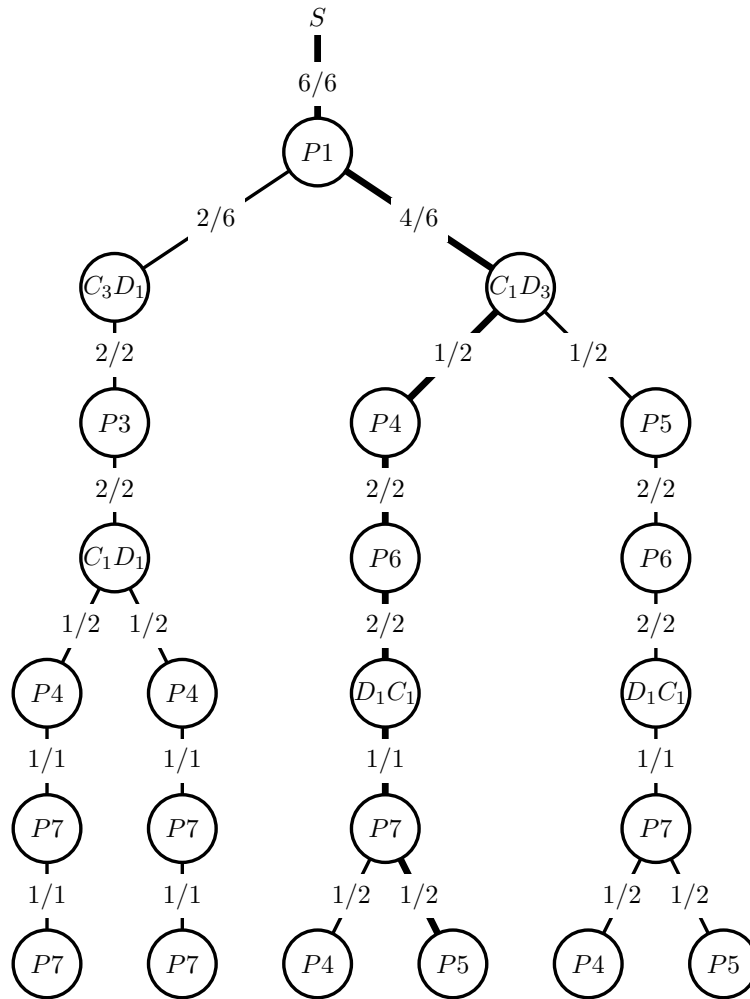 S
6/6
P1
2/6 4/6
C₃D₁ C₁D₃
2/2 1/2 1/2
P3 P4 P5
2/2 2/2 2/2
C₁D₁ P6 P6
1/2 1/2 2/2 2/2
P4 P4 D₁C₁ D₁C₁
1/1 1/1 1/1 1/1
P7 P7 P7 P7
1/1 1/1 1/2 1/2 1/2 1/2
P7 P7 P4 P5 P4 P5